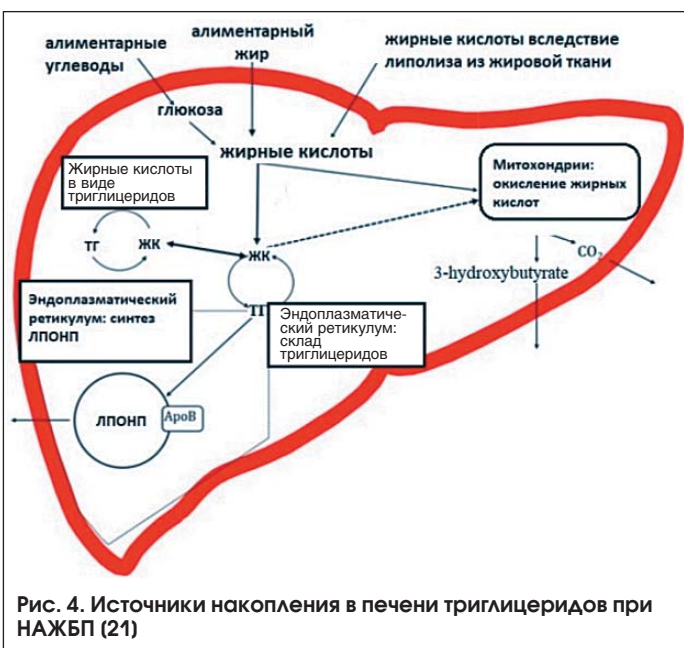 алиментарные
углеводы
алиментарный
жир
жирные кислоты вследствие
липолиза из жировой ткани
глюкоза
жирные кислоты
Жирные кислоты
в виде
триглицеридов
Митохондрии:
окисление жирных
кислот
ТГ
ЖК
ЖК
CO2
3-hydroxybutyrate
Эндоплазматический
ретикулум: синтез
ЛПОНП
ТГ
Эндоплазматиче-
ский ретикулум:
склад
триглицеридов
ЛПОНП
ApoB
Рис. 4. Источники накопления в печени триглицеридов при
НАЖБП (21)